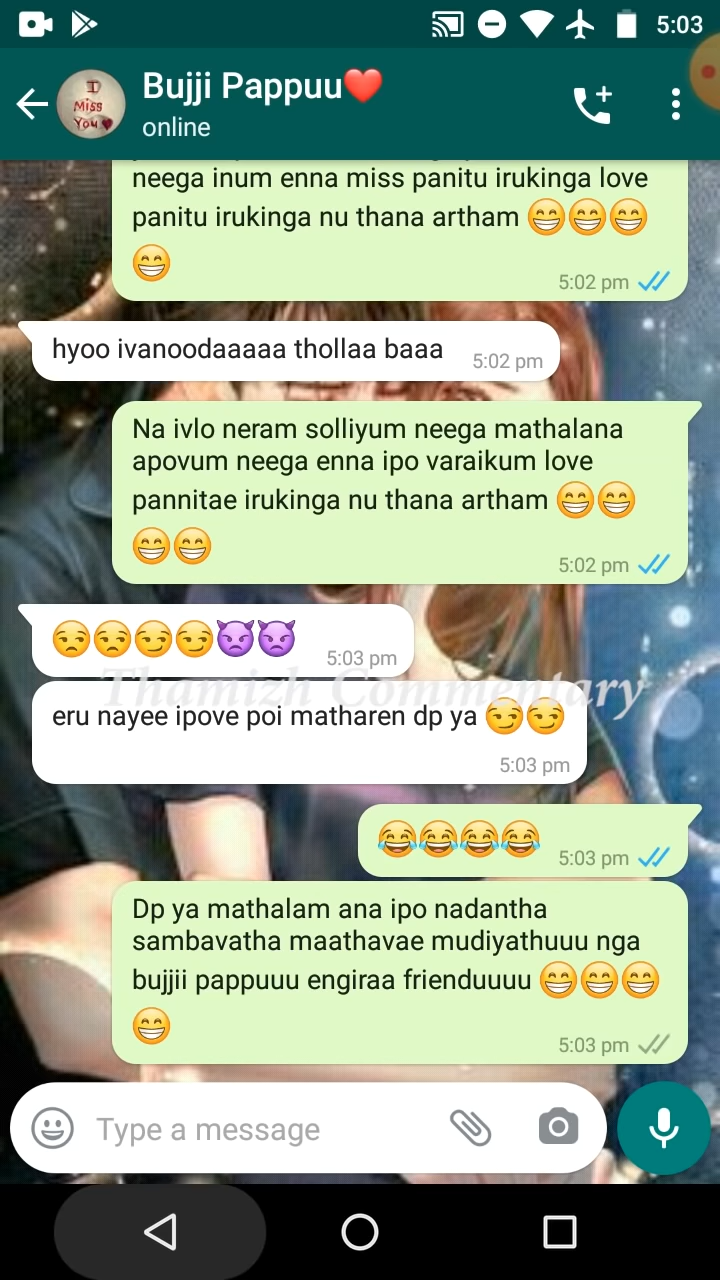 5:03
I
Miss
You
Bujji Pappuu❤️
online
neega inum enna miss panitu irukinga love
panitu irukinga nu thana artham 😁😁😁
😁
5:02 pm
hyoo ivanoodaaaaa thollaa baaa
5:02 pm
Na ivlo neram solliyum neega mathalana
apovum neega enna ipo varaikum love
pannitae irukinga nu thana artham 😁😁
😁😁
5:02 pm
😒😒😏😏👿👿
5:03 pm
Thamizh Commentary
eru nayee ipove poi matharen dp ya 😏😏
5:03 pm
😂😂😂😂
5:03 pm
Dp ya mathalam ana ipo nadantha
sambavatha maathavae mudiyathuuu nga
bujjii pappuuu engiraa frienduuuu 😁😁😁
😁
5:03 pm
Type a message